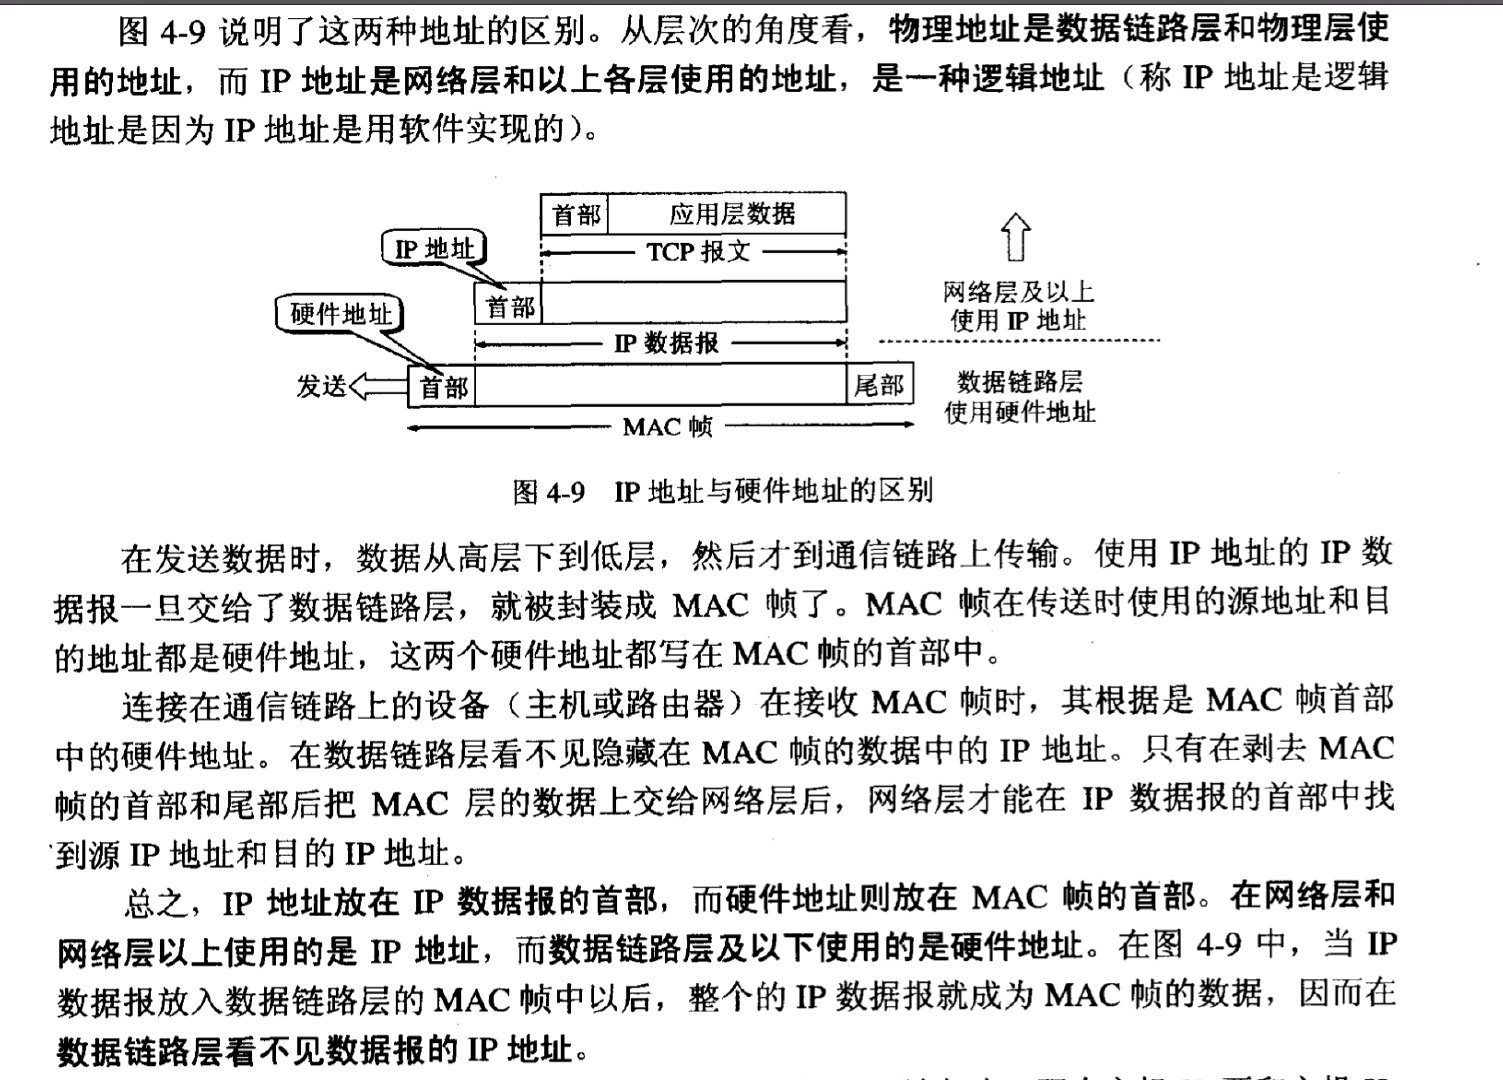 图 4-9 说明了这两种地址的区别。从层次的角度看，物理地址是数据链路层和物理层使
用的地址，而 IP 地址是网络层和以上各层使用的地址，是一种逻辑地址（称 IP 地址是逻辑
地址是因为 IP 地址是用软件实现的）。
首部 应用层数据
IP 地址
TCP 报文
首部
网络层及以上
使用 IP 地址
硬件地址
IP 数据报
发送 首部 尾部
数据链路层
使用硬件地址
MAC 帧
图 4-9 IP 地址与硬件地址的区别
在发送数据时，数据从高层下到低层，然后才到通信链路上传输。使用 IP 地址的 IP 数
据报一旦交给了数据链路层，就被封装成 MAC 帧了。MAC 帧在传送时使用的源地址和目
的地址都是硬件地址，这两个硬件地址都写在 MAC 帧的首部中。
连接在通信链路上的设备（主机或路由器）在接收 MAC 帧时，其根据是 MAC 帧首部
中的硬件地址。在数据链路层看不见隐藏在 MAC 帧的数据中的 IP 地址。只有在剥去 MAC
帧的首部和尾部后把 MAC 层的数据上交给网络层后，网络层才能在 IP 数据报的首部中找
到源 IP 地址和目的 IP 地址。
总之，IP 地址放在 IP 数据报的首部，而硬件地址则放在 MAC 帧的首部。在网络层和
网络层以上使用的是 IP 地址，而数据链路层及以下使用的是硬件地址。在图 4-9 中，当 IP
数据报放入数据链路层的 MAC 帧中以后，整个的 IP 数据报就成为 MAC 帧的数据，因而在
数据链路层看不见数据报的 IP 地址。